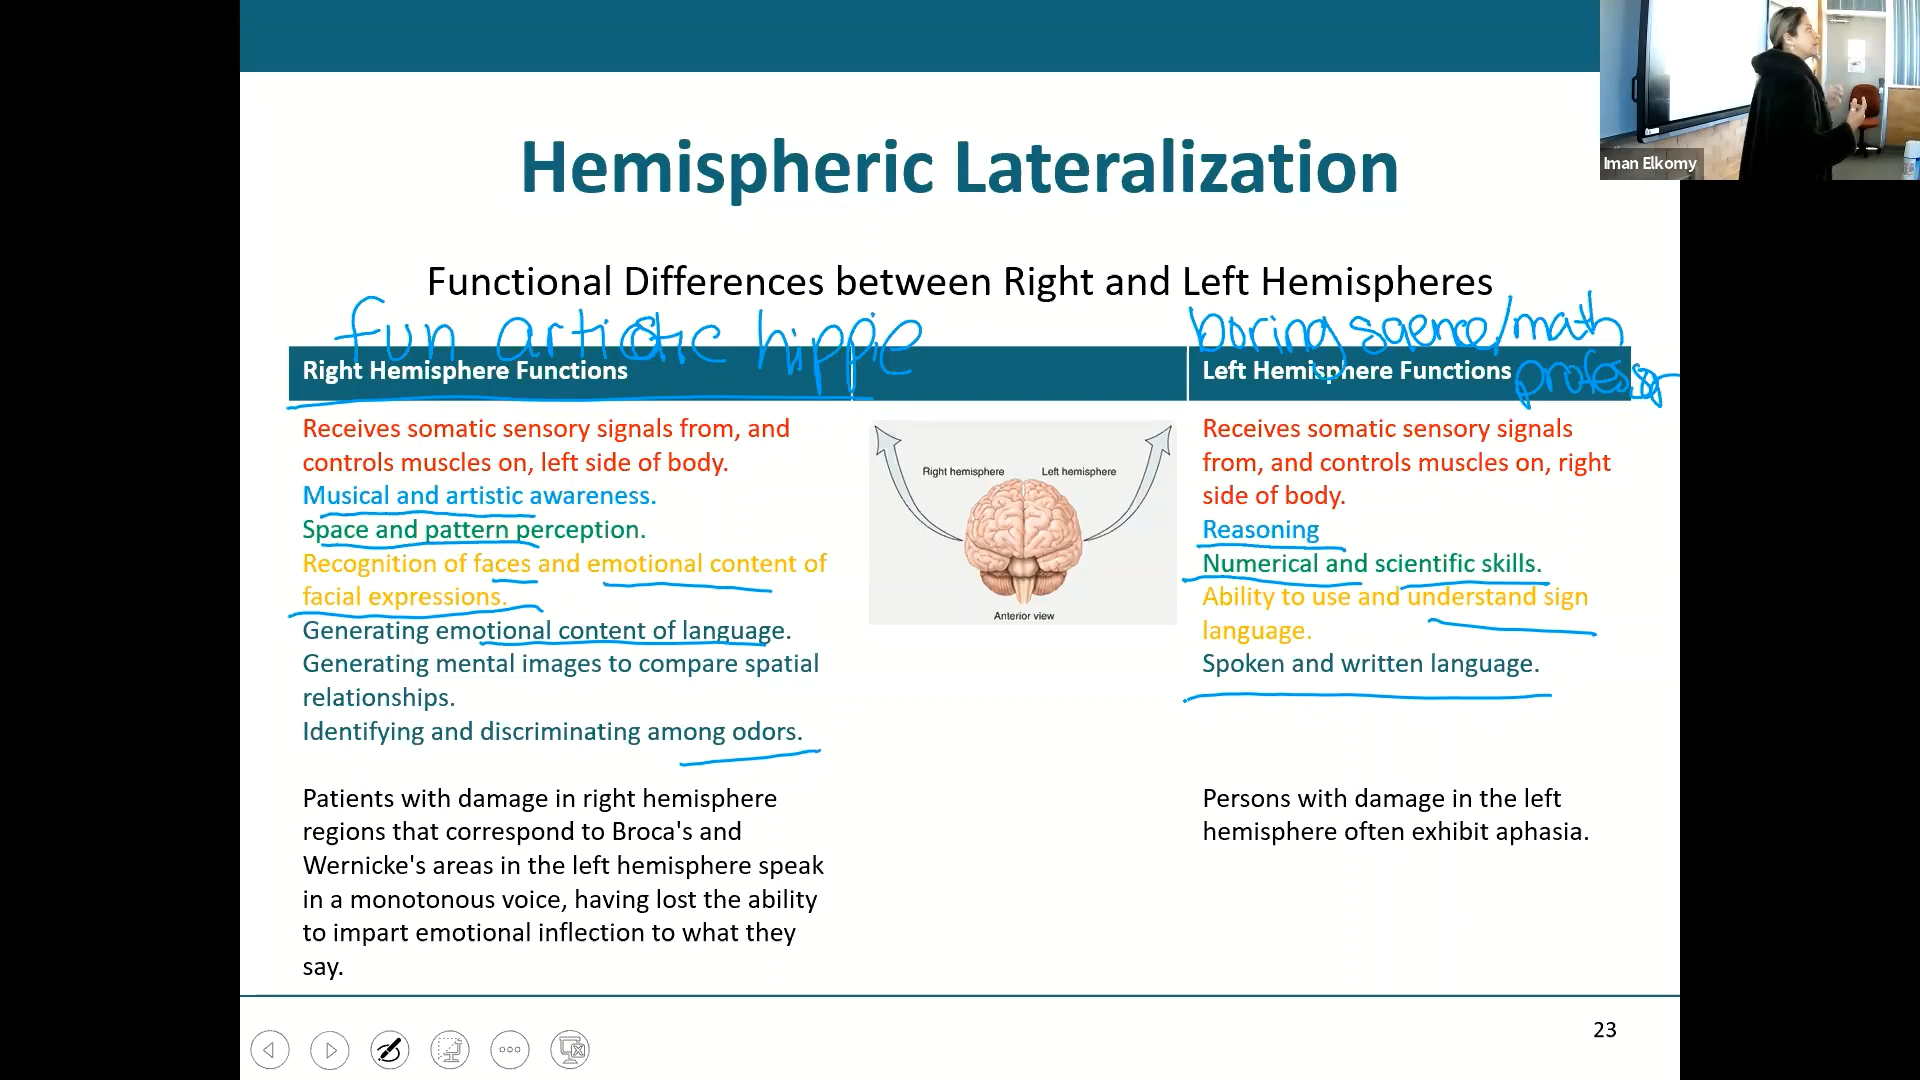 Iman Elkomy
Hemispheric Lateralization
Functional Differences between Right and Left Hemispheres
fun artistic hippie
boring science/math
professor
Right Hemisphere Functions
Left Hemisphere Functions
Receives somatic sensory signals from, and
controls muscles on, left side of body.
Musical and artistic awareness.
Space and pattern perception.
Recognition of faces and emotional content of
facial expressions.
Generating emotional content of language.
Generating mental images to compare spatial
relationships.
Identifying and discriminating among odors.
Patients with damage in right hemisphere
regions that correspond to Broca's and
Wernicke's areas in the left hemisphere speak
in a monotonous voice, having lost the ability
to impart emotional inflection to what they
say.
Right hemisphere
Left hemisphere
Anterior view
Receives somatic sensory signals
from, and controls muscles on, right
side of body.
Reasoning
Numerical and scientific skills.
Ability to use and understand sign
language.
Spoken and written language.
Persons with damage in the left
hemisphere often exhibit aphasia.
23